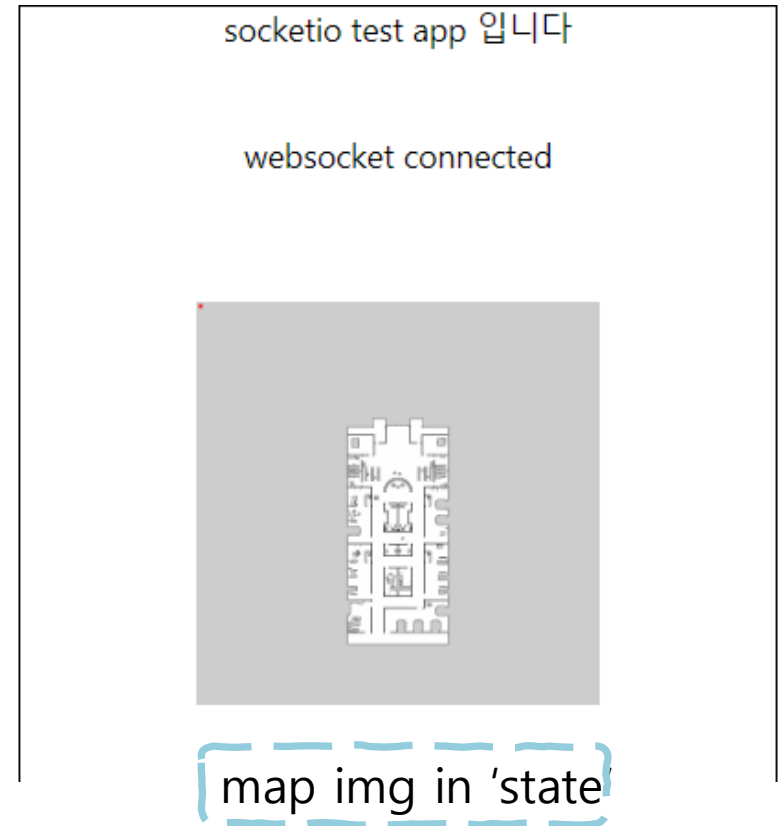 socketio test app 입니다
websocket connected
map img in ‘state’